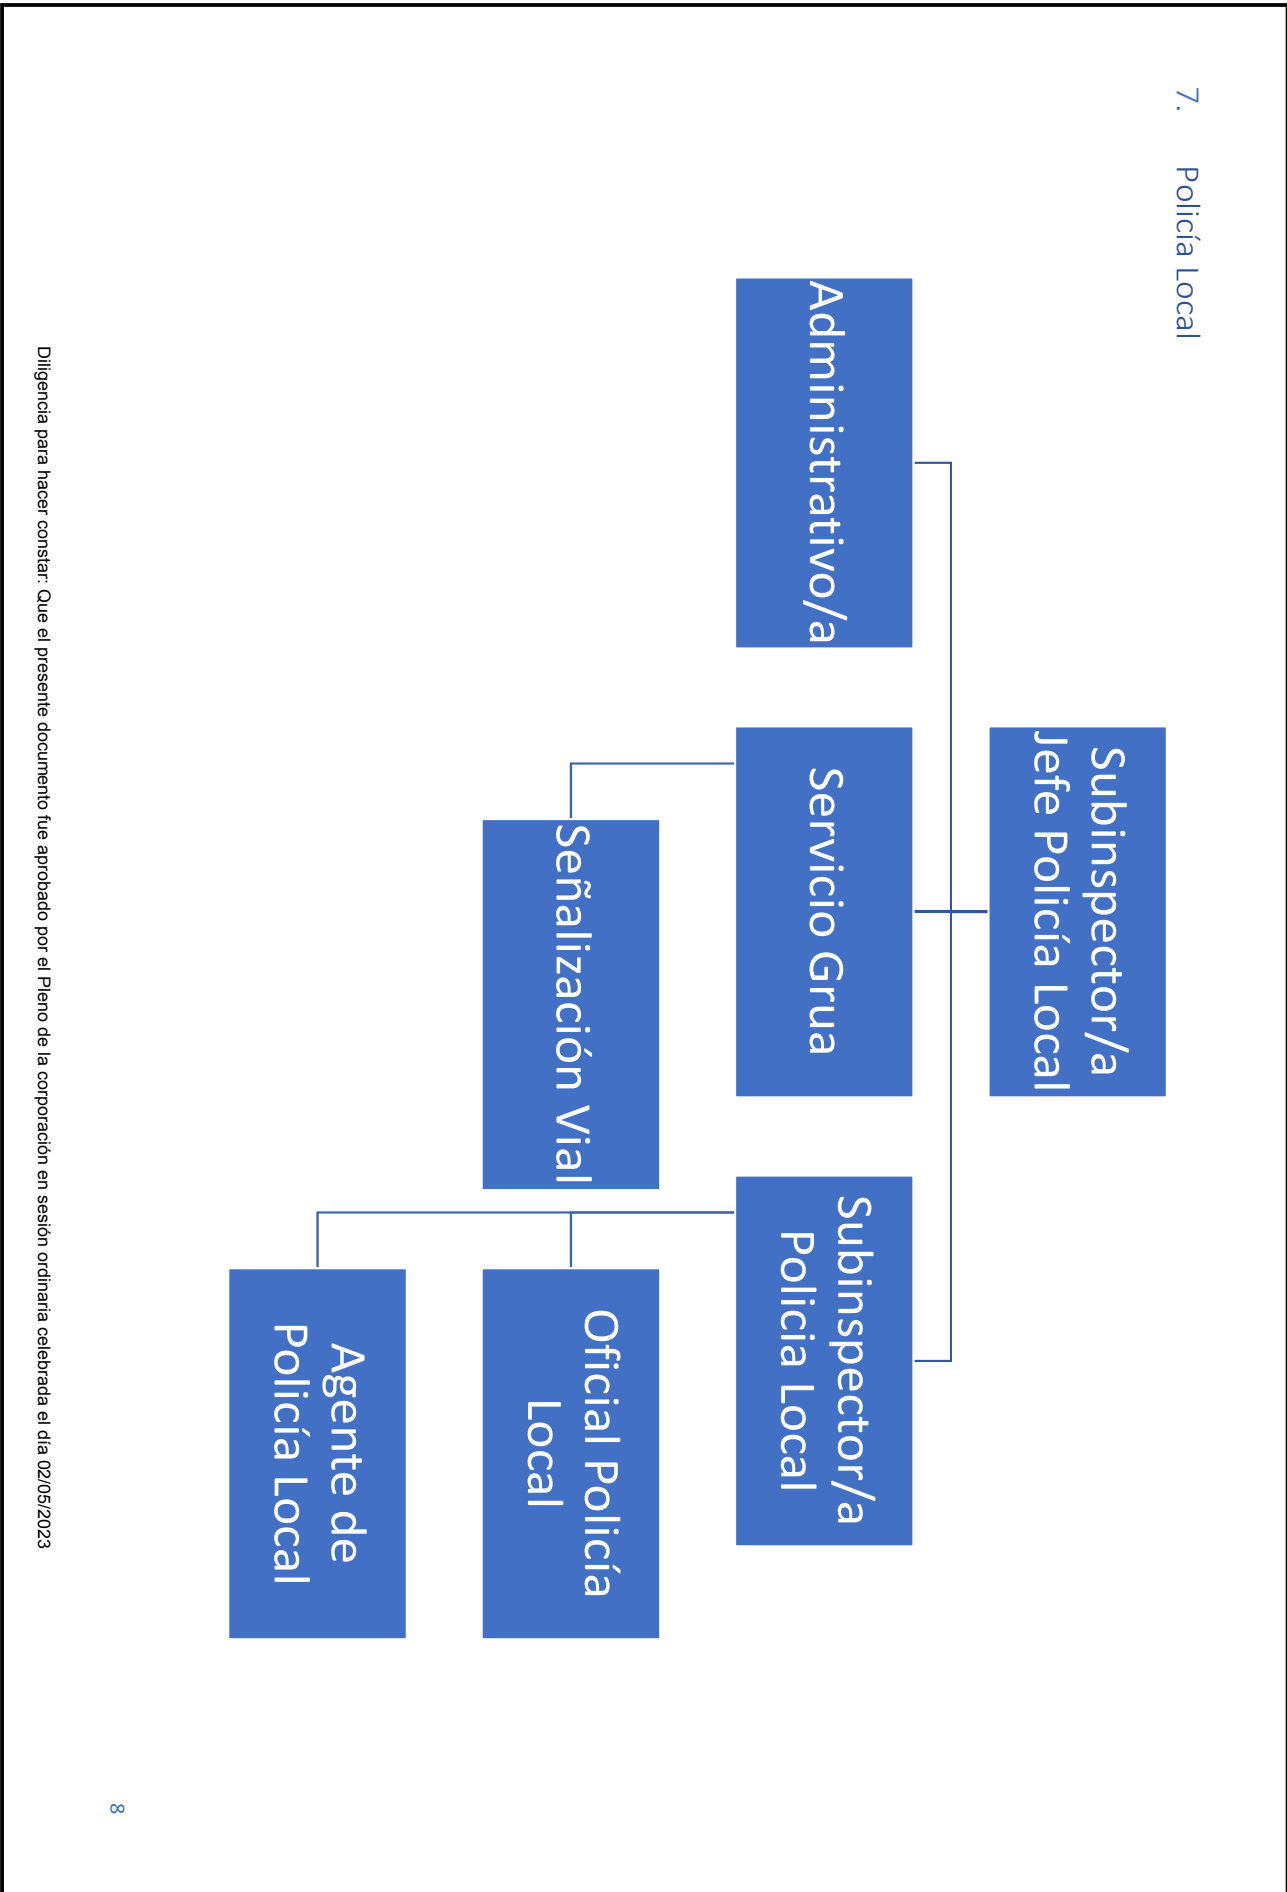 7. Policía Local
Subinspector/a
Jefe Policía Local
Administrativo/a
Servicio Grua
Subinspector/a
Policia Local
Señalización Vial
Oficial Policía
Local
Agente de
Policía Local
8
Diligencia para hacer constar: Que el presente documento fue aprobado por el Pleno de la corporación en sesión ordinaria celebrada el día 02/05/2023